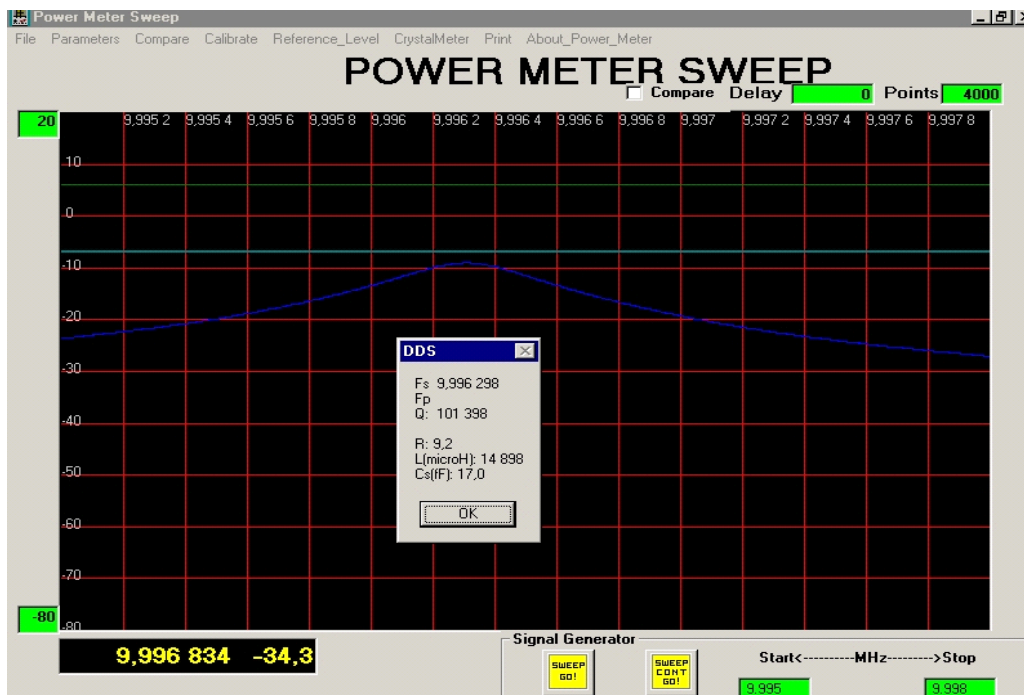 Power Meter Sweep
File Parameters Compare Calibrate Reference_Level CrystalMeter Print About_Power_Meter
POWER METER SWEEP
Compare Delay 0 Points 4000
20
9,995 2 9,995 4 9,995 6 9,995 8 9,996 9,996 2 9,996 4 9,996 6 9,996 8 9,997 9,997 2 9,997 4 9,997 6 9,997 8
10
0
-10
-20
-30
-40
-50
-60
-70
-80
-80
DDS
Fs 9,996 298
Fp
Q: 101 398
R: 9,2
L(microH): 14 898
Cs(fF): 17,0
OK
9,996 834 -34,3
Signal Generator
SWEEP GO!
SWEEP CONT GO!
Start<----------MHz-------->Stop
9.995 9.998